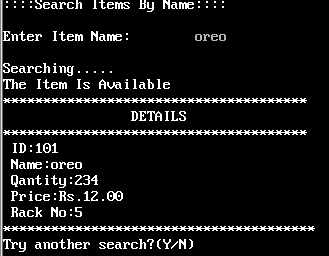 ::::Search Items By Name::::
Enter Item Name: oreo
Searching.....
The Item Is Available
****************************************
DETAILS
****************************************
ID:101
Name:oreo
Qantity:234
Price:Rs.12.00
Rack No:5
*****************************************
Try another search?(Y/N)